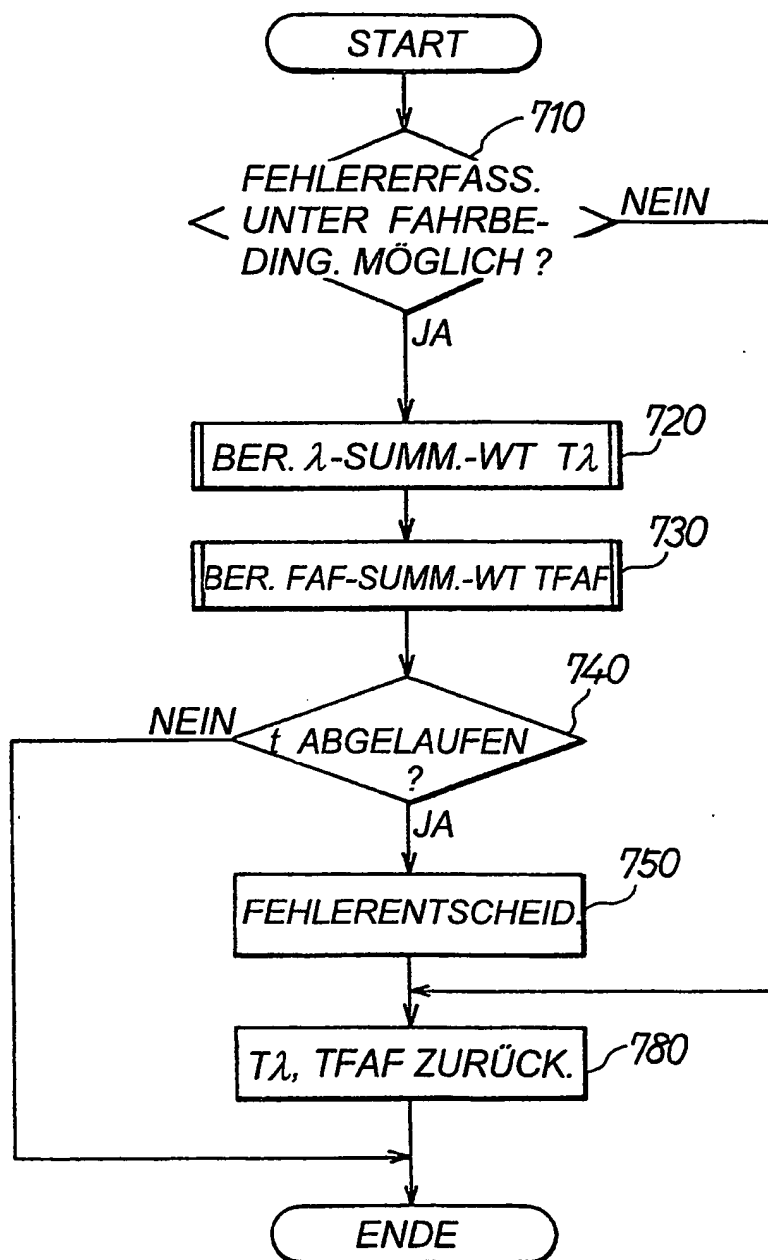 START
710
FEHLERERFASS.
UNTER FAHRBE-
DING. MÖGLICH ?
NEIN
JA
BER. λ-SUMM.-WT Tλ
720
BER. FAF-SUMM.-WT TFAF
730
740
NEIN
t ABGELAUFEN
?
JA
750
FEHLERENTSCHEID.
Tλ, TFAF ZURÜCK.
780
ENDE